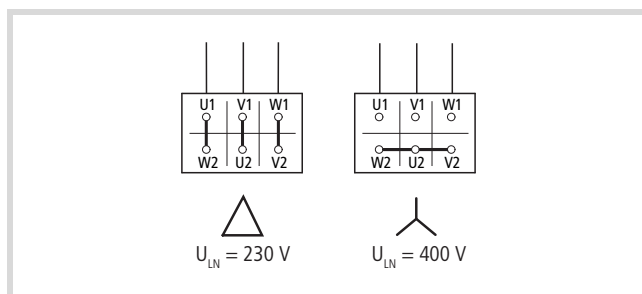 U1 V1 W1 U1 V1 W1
W2 U2 V2 W2 U2 V2
U_LN = 230 V U_LN = 400 V